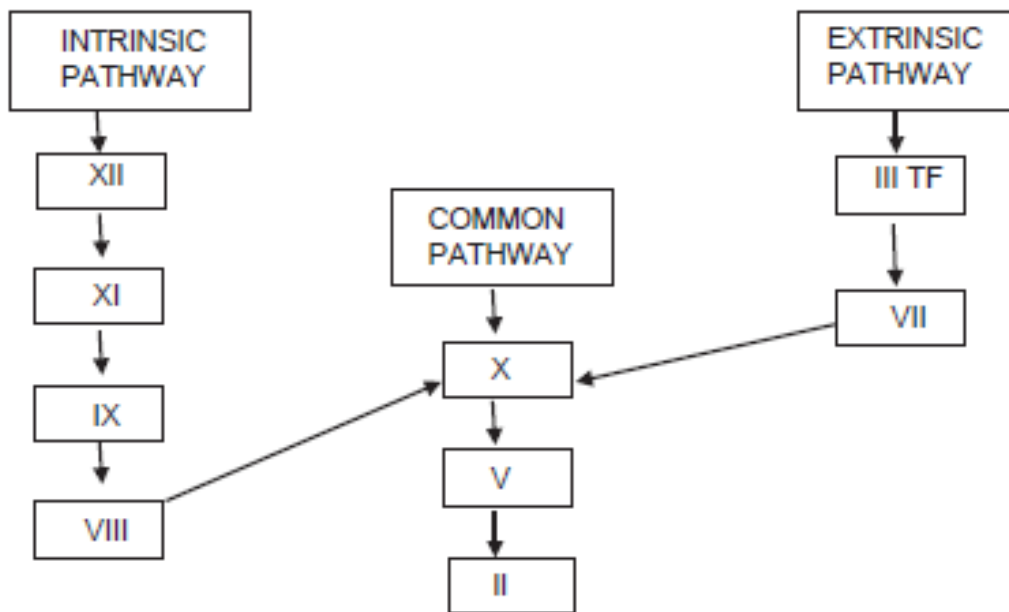 INTRINSIC
PATHWAY
XII
XI
IX
VIII
COMMON
PATHWAY
X
V
II
EXTRINSIC
PATHWAY
III TF
VII